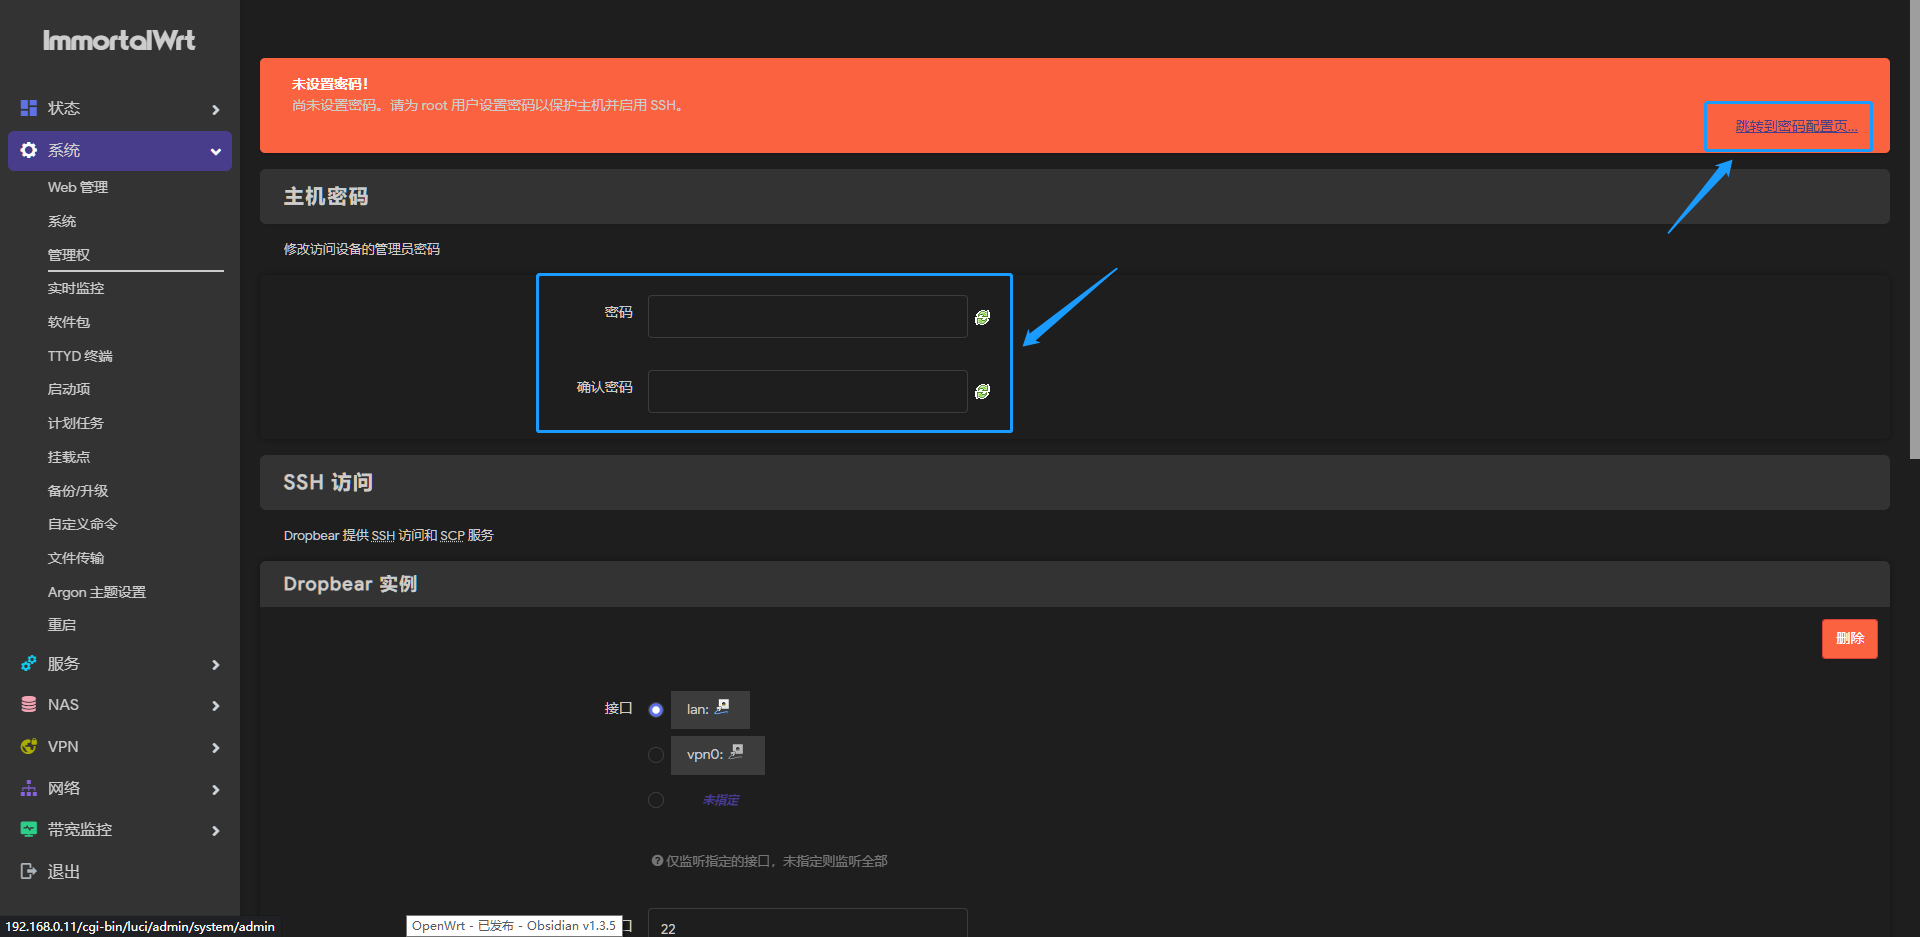 ImmortalWrt
状态
系统
Web 管理
系统
管理权
实时监控
软件包
TTYD 终端
启动项
计划任务
挂载点
备份/升级
自定义命令
文件传输
Argon 主题设置
重启
服务
NAS
VPN
网络
带宽监控
退出
未设置密码！
尚未设置密码。请为 root 用户设置密码以保护主机并启用 SSH。
跳转到密码配置页...
主机密码
修改访问设备的管理员密码
密码
确认密码
SSH 访问
Dropbear 提供 SSH 访问和 SCP 服务
Dropbear 实例
删除
接口
lan:
vpn0:
未指定
仅监听指定的接口，未指定则监听全部
口
22
192.168.0.11/cgi-bin/luci/admin/system/admin
OpenWrt - 已发布 - Obsidian v1.3.5